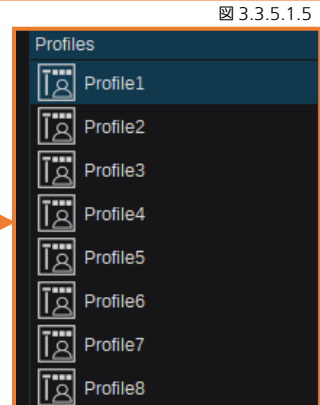 図 3.3.5.1.5
Profiles
Profile1
Profile2
Profile3
Profile4
Profile5
Profile6
Profile7
Profile8